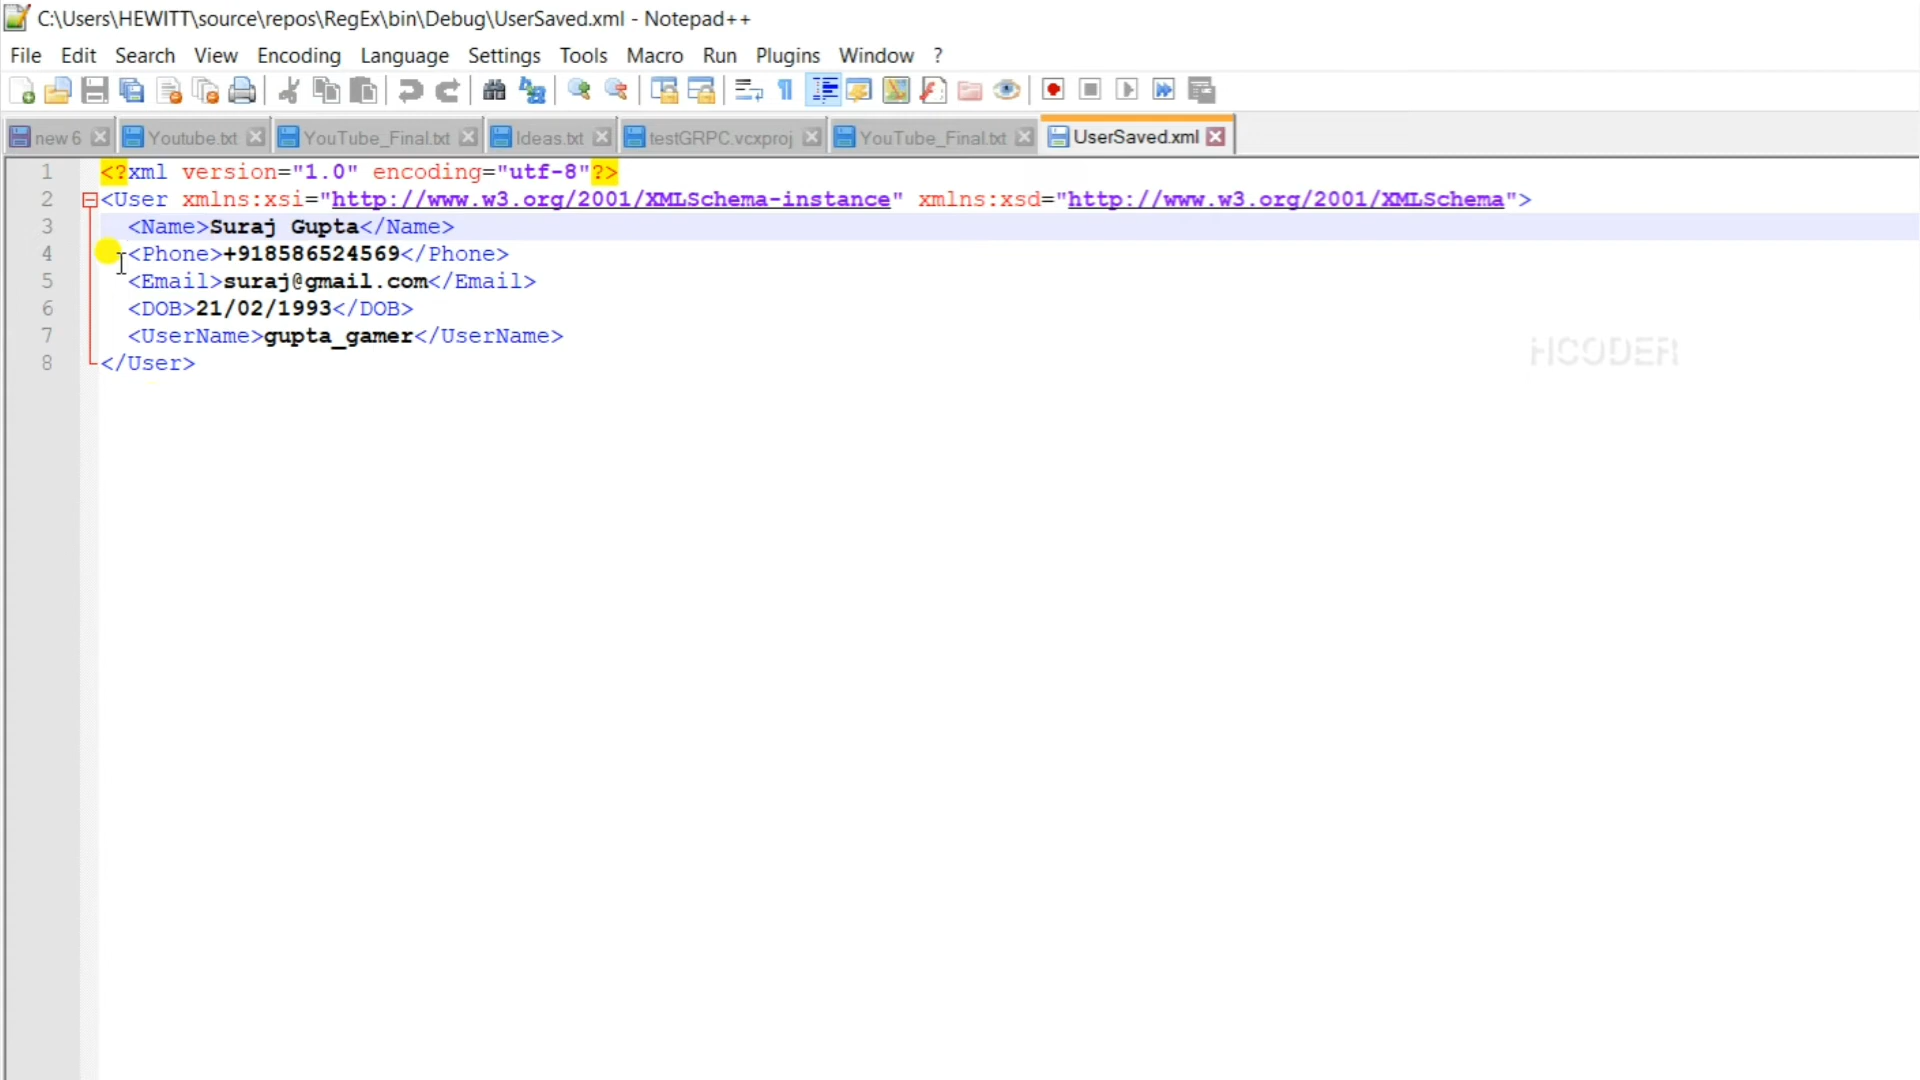 C:\Users\HEWITT\source\repos\RegEx\bin\Debug\UserSaved.xml - Notepad++
File Edit Search View Encoding Language Settings Tools Macro Run Plugins Window ?
new 6 Youtube.txt YouTube_Final.txt Ideas.txt testGRPC.vcxproj YouTube_Final.txt UserSaved.xml
1 <?xml version="1.0" encoding="utf-8"?>
2 <User xmlns:xsi="http://www.w3.org/2001/XMLSchema-instance" xmlns:xsd="http://www.w3.org/2001/XMLSchema">
3 <Name>Suraj Gupta</Name>
4 <Phone>+918586524569</Phone>
5 <Email>suraj@gmail.com</Email>
6 <DOB>21/02/1993</DOB>
7 <UserName>gupta_gamer</UserName>
8 </User>
HCODER